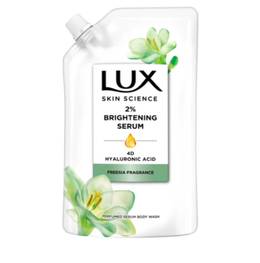 LUX
SKIN SCIENCE
2%
BRIGHTENING
SERUM
4D
HYALURONIC ACID
FREESIA FRAGRANCE
PERFUMED SERUM BODY WASH